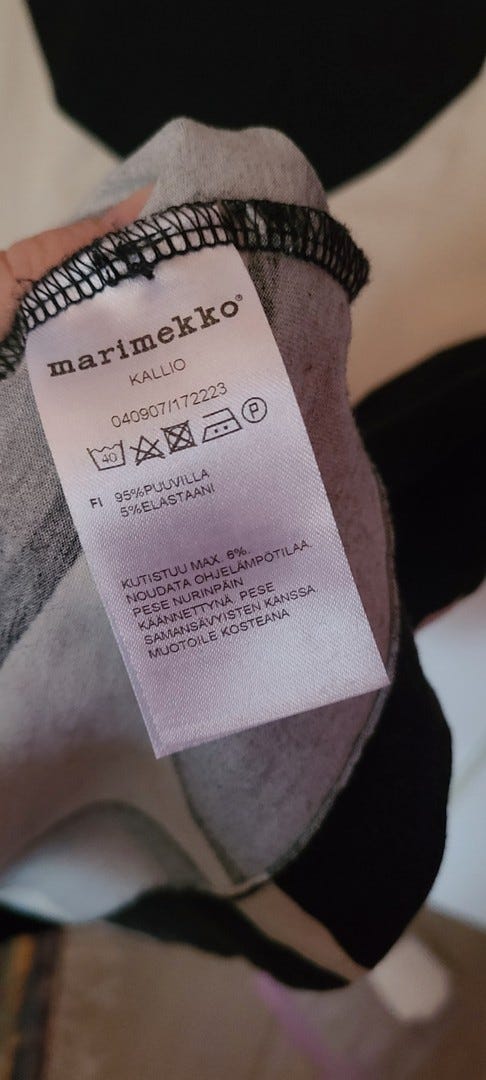 marimekko®
KALLIO
040907/172223
40 P
FI 95%PUUVILLA
5%ELASTAANI
KUTISTUU MAX. 6%.
NOUDATA OHJELÄMPÖTILAA.
PESE NURINPÄIN
KÄÄNNETTYNÄ. PESE
SAMANSÄVYISTEN KANSSA.
MUOTOILE KOSTEANA